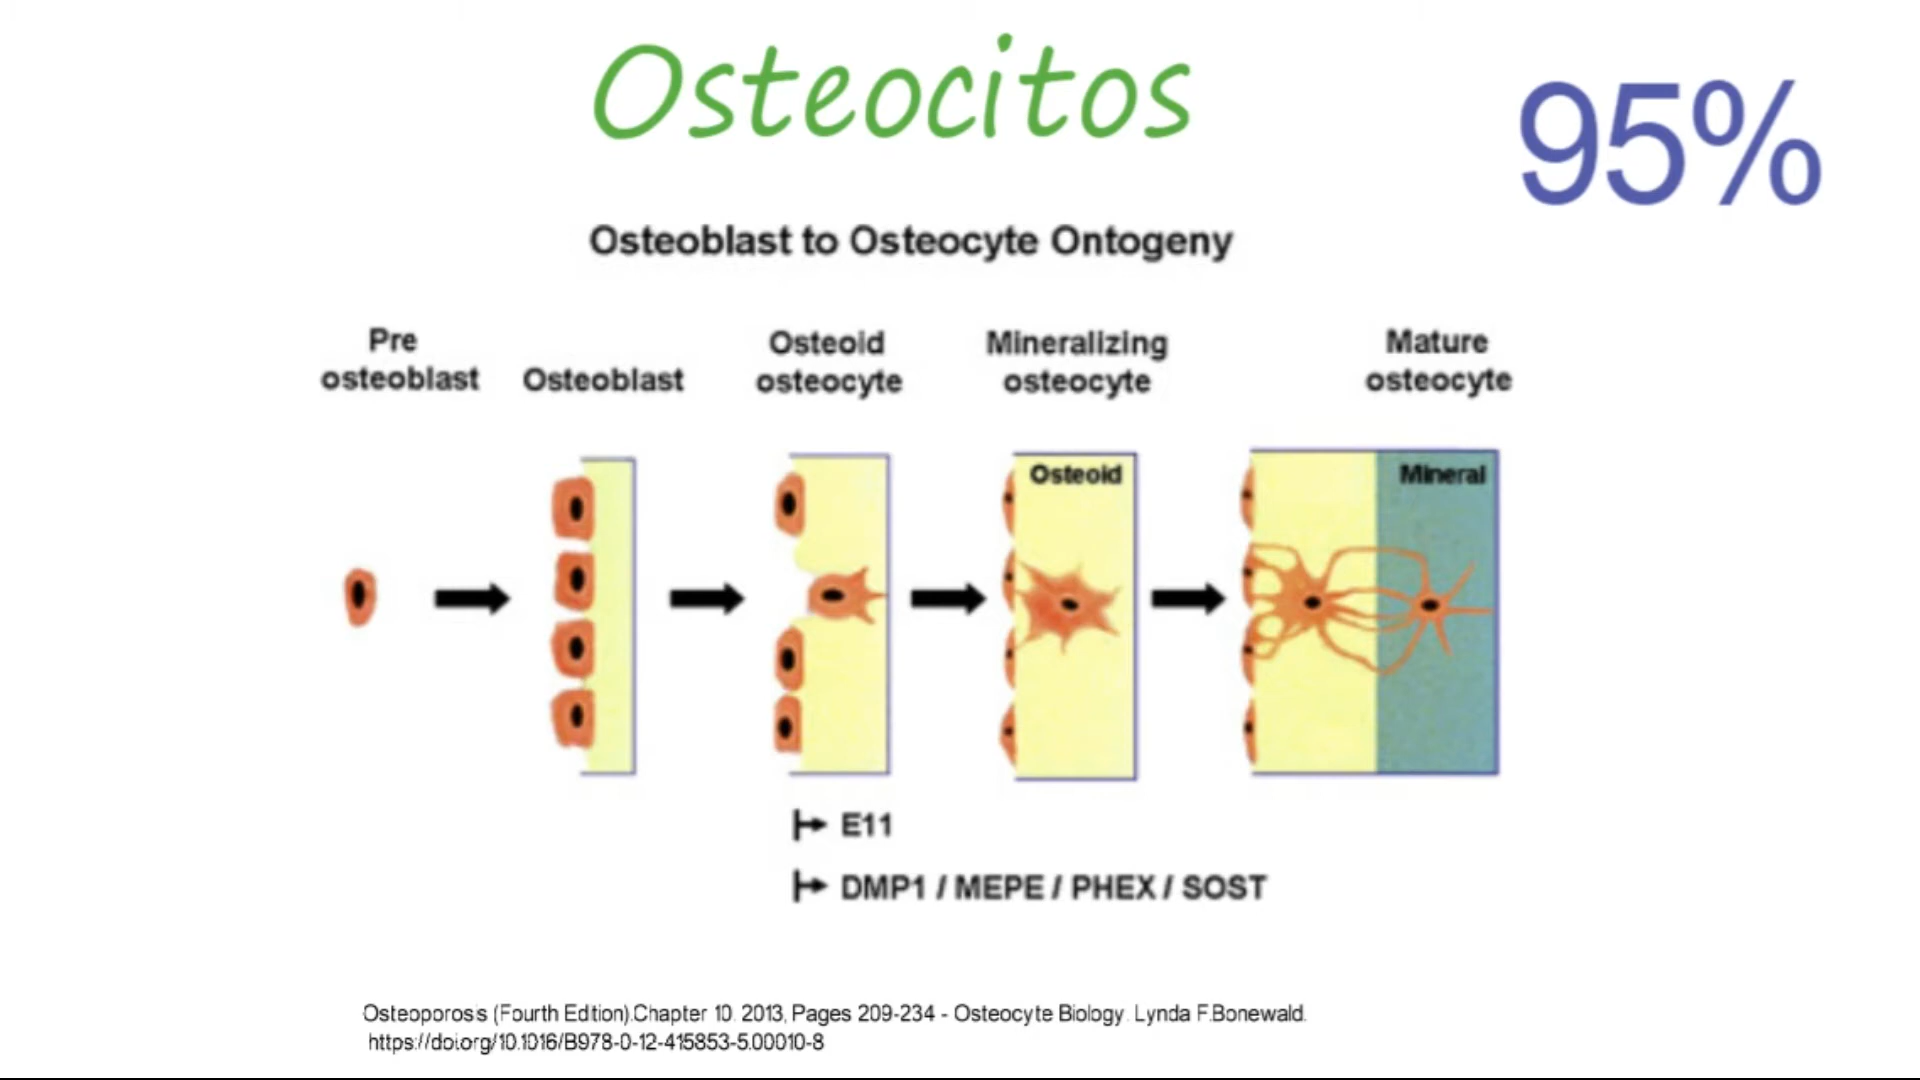 Osteocitos
95%
Osteoblast to Osteocyte Ontogeny
Pre
osteoblast
Osteoblast
Osteoid
osteocyte
Mineralizing
osteocyte
Mature
osteocyte
Osteoid
Mineral
E11
DMP1 / MEPE / PHEX / SOST
Osteoporosis (Fourth Edition).Chapter 10. 2013, Pages 209-234 - Osteocyte Biology. Lynda F.Bonewald.
https://doi.org/10.1016/B978-0-12-415853-5.00010-8